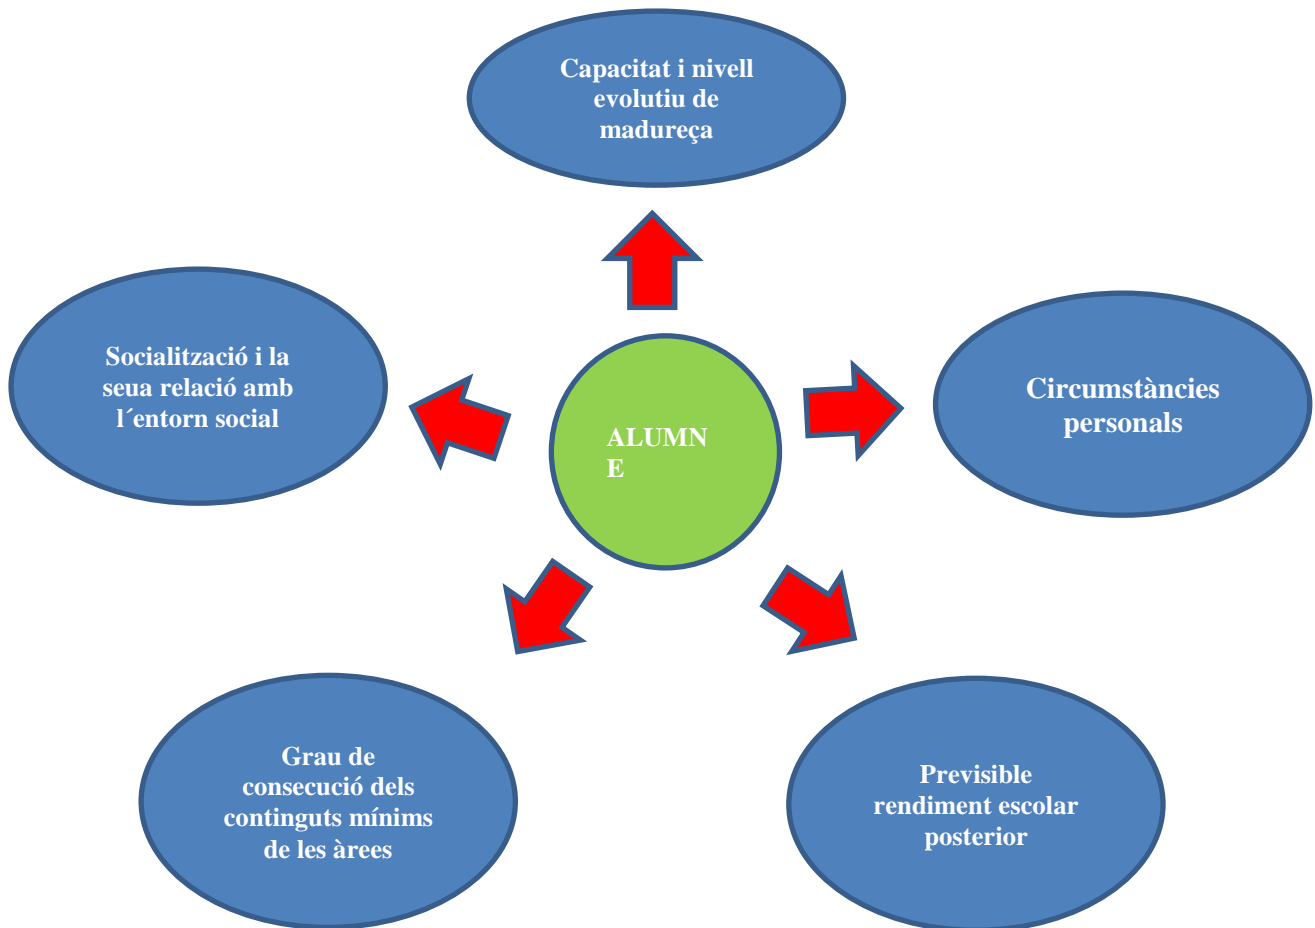 Capacitat i nivell
evolutiu de
madureça
Socialització i la
seua relació amb
l´entorn social
Circumstàncies
personals
ALUMN
E
Grau de
consecució dels
continguts mínims
de les àrees
Previsible
rendiment escolar
posterior